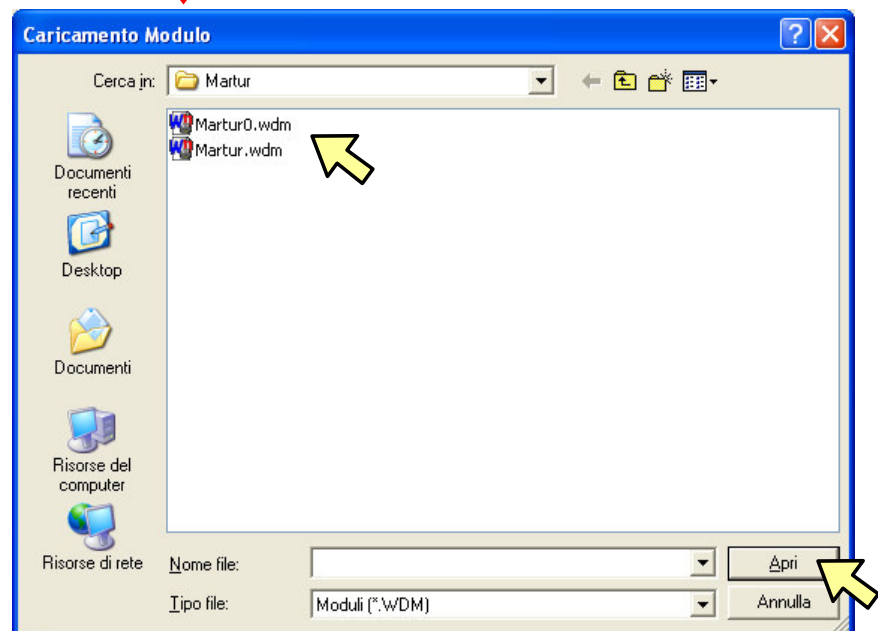 Caricamento Modulo
Cerca in:
Martur
Martur0.wdm
Martur.wdm
Documenti
recenti
Desktop
Documenti
Risorse del
computer
Risorse di rete
Nome file:
Apri
Tipo file:
Moduli (*.WDM)
Annulla